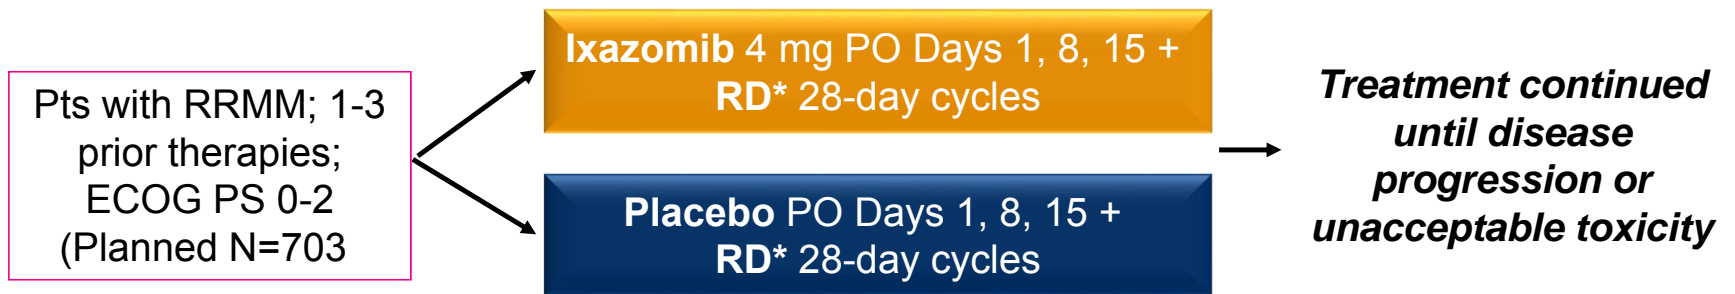 Pts with RRMM; 1-3
prior therapies;
ECOG PS 0-2
(Planned N=703
Ixazomib 4 mg PO Days 1, 8, 15 +
RD* 28-day cycles
Placebo PO Days 1, 8, 15 +
RD* 28-day cycles
Treatment continued
until disease
progression or
unacceptable toxicity